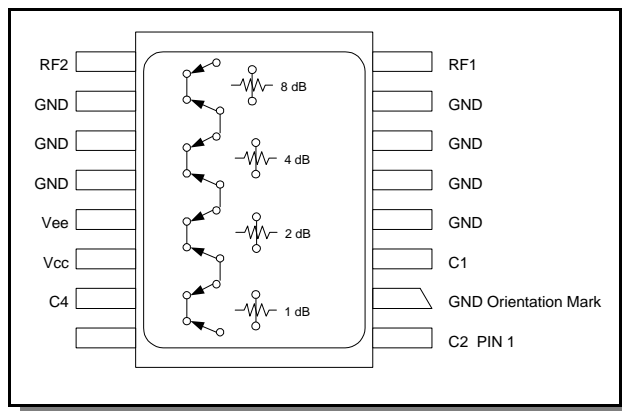 RF2
GND
GND
GND
Vee
Vcc
C4
8 dB
4 dB
2 dB
1 dB
RF1
GND
GND
GND
GND
C1
GND Orientation Mark
C2 PIN 1